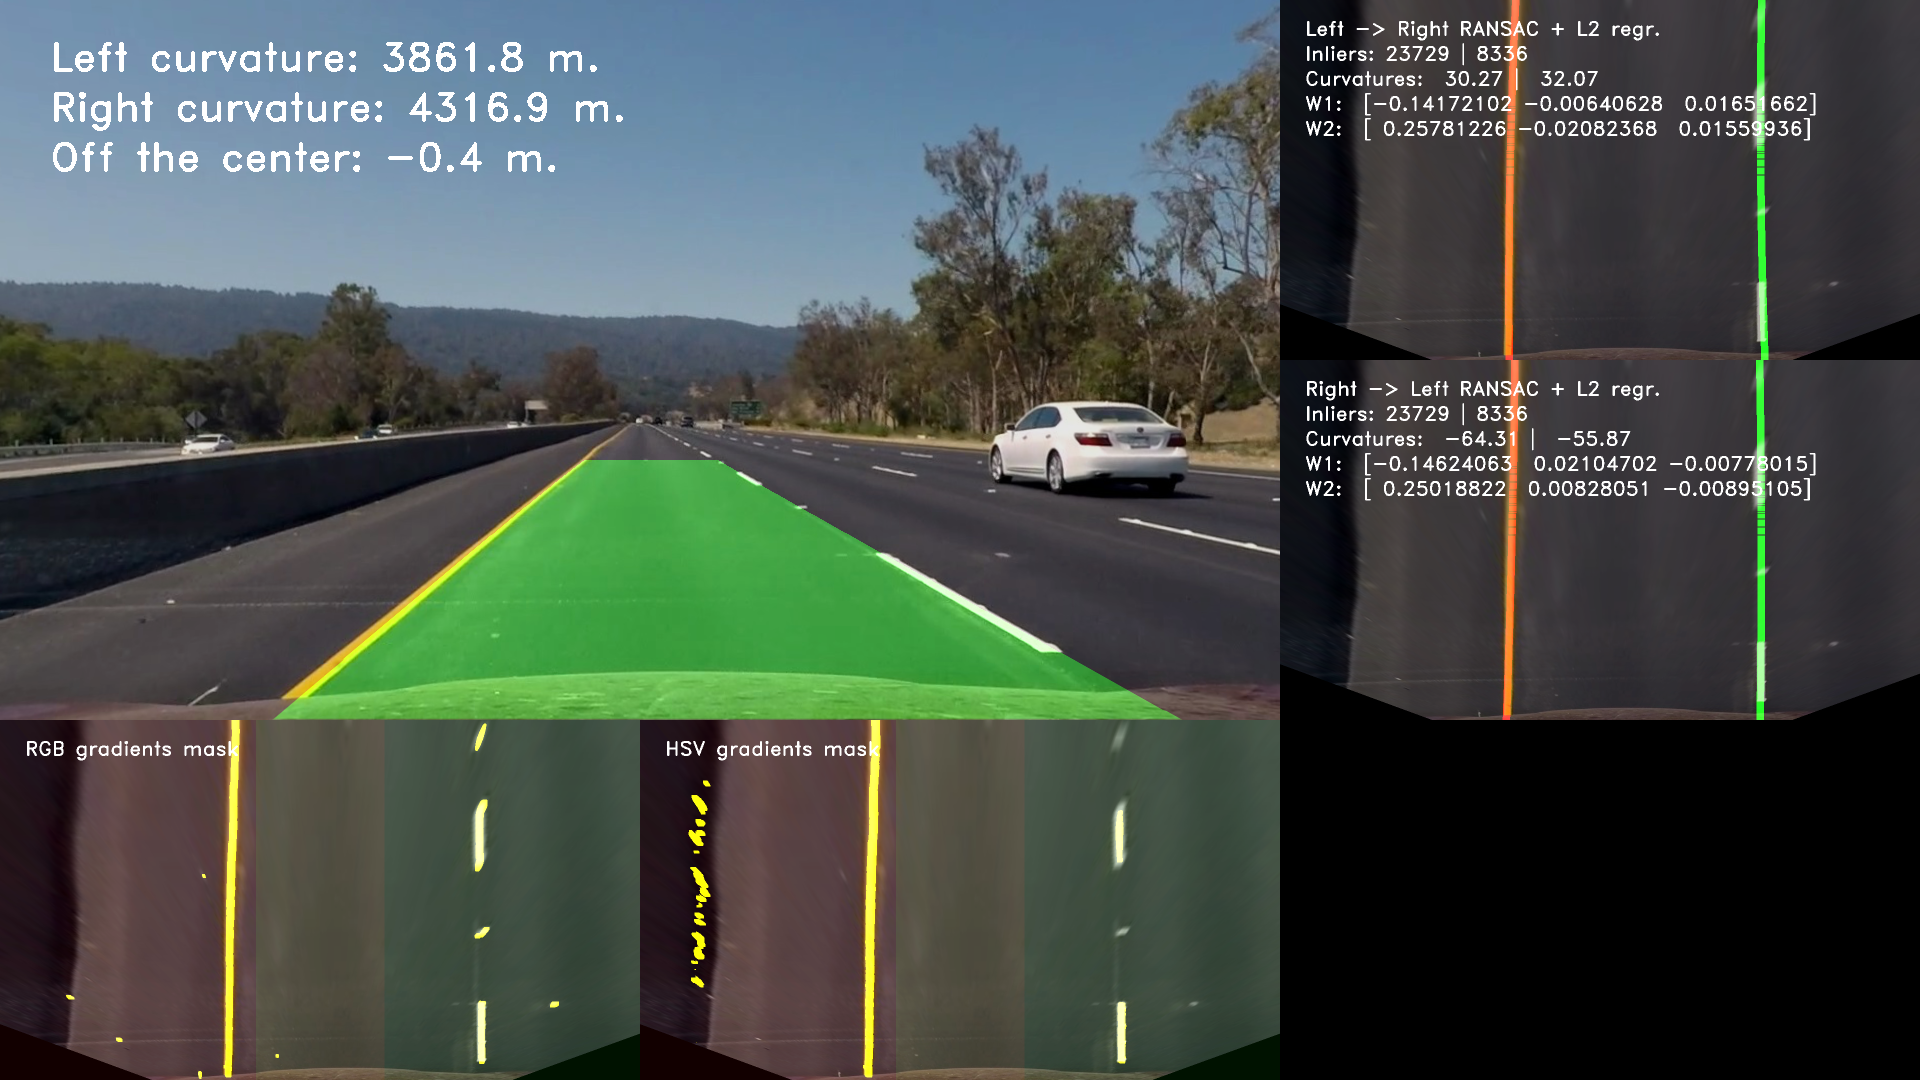 Left curvature: 3861.8 m.
Right curvature: 4316.9 m.
Off the center: -0.4 m.
Left -> Right RANSAC + L2 regr.
Inliers: 23729 | 8336
Curvatures: 30.27 | 32.07
W1: [-0.14172102 -0.00640628 0.01651662]
W2: [ 0.25781226 -0.02082368 0.01559936]
Right -> Left RANSAC + L2 regr.
Inliers: 23729 | 8336
Curvatures: -64.31 | -55.87
W1: [-0.14624063 0.02104702 -0.00778015]
W2: [ 0.25018822 0.00828051 -0.00895105]
RGB gradients mask
HSV gradients mask